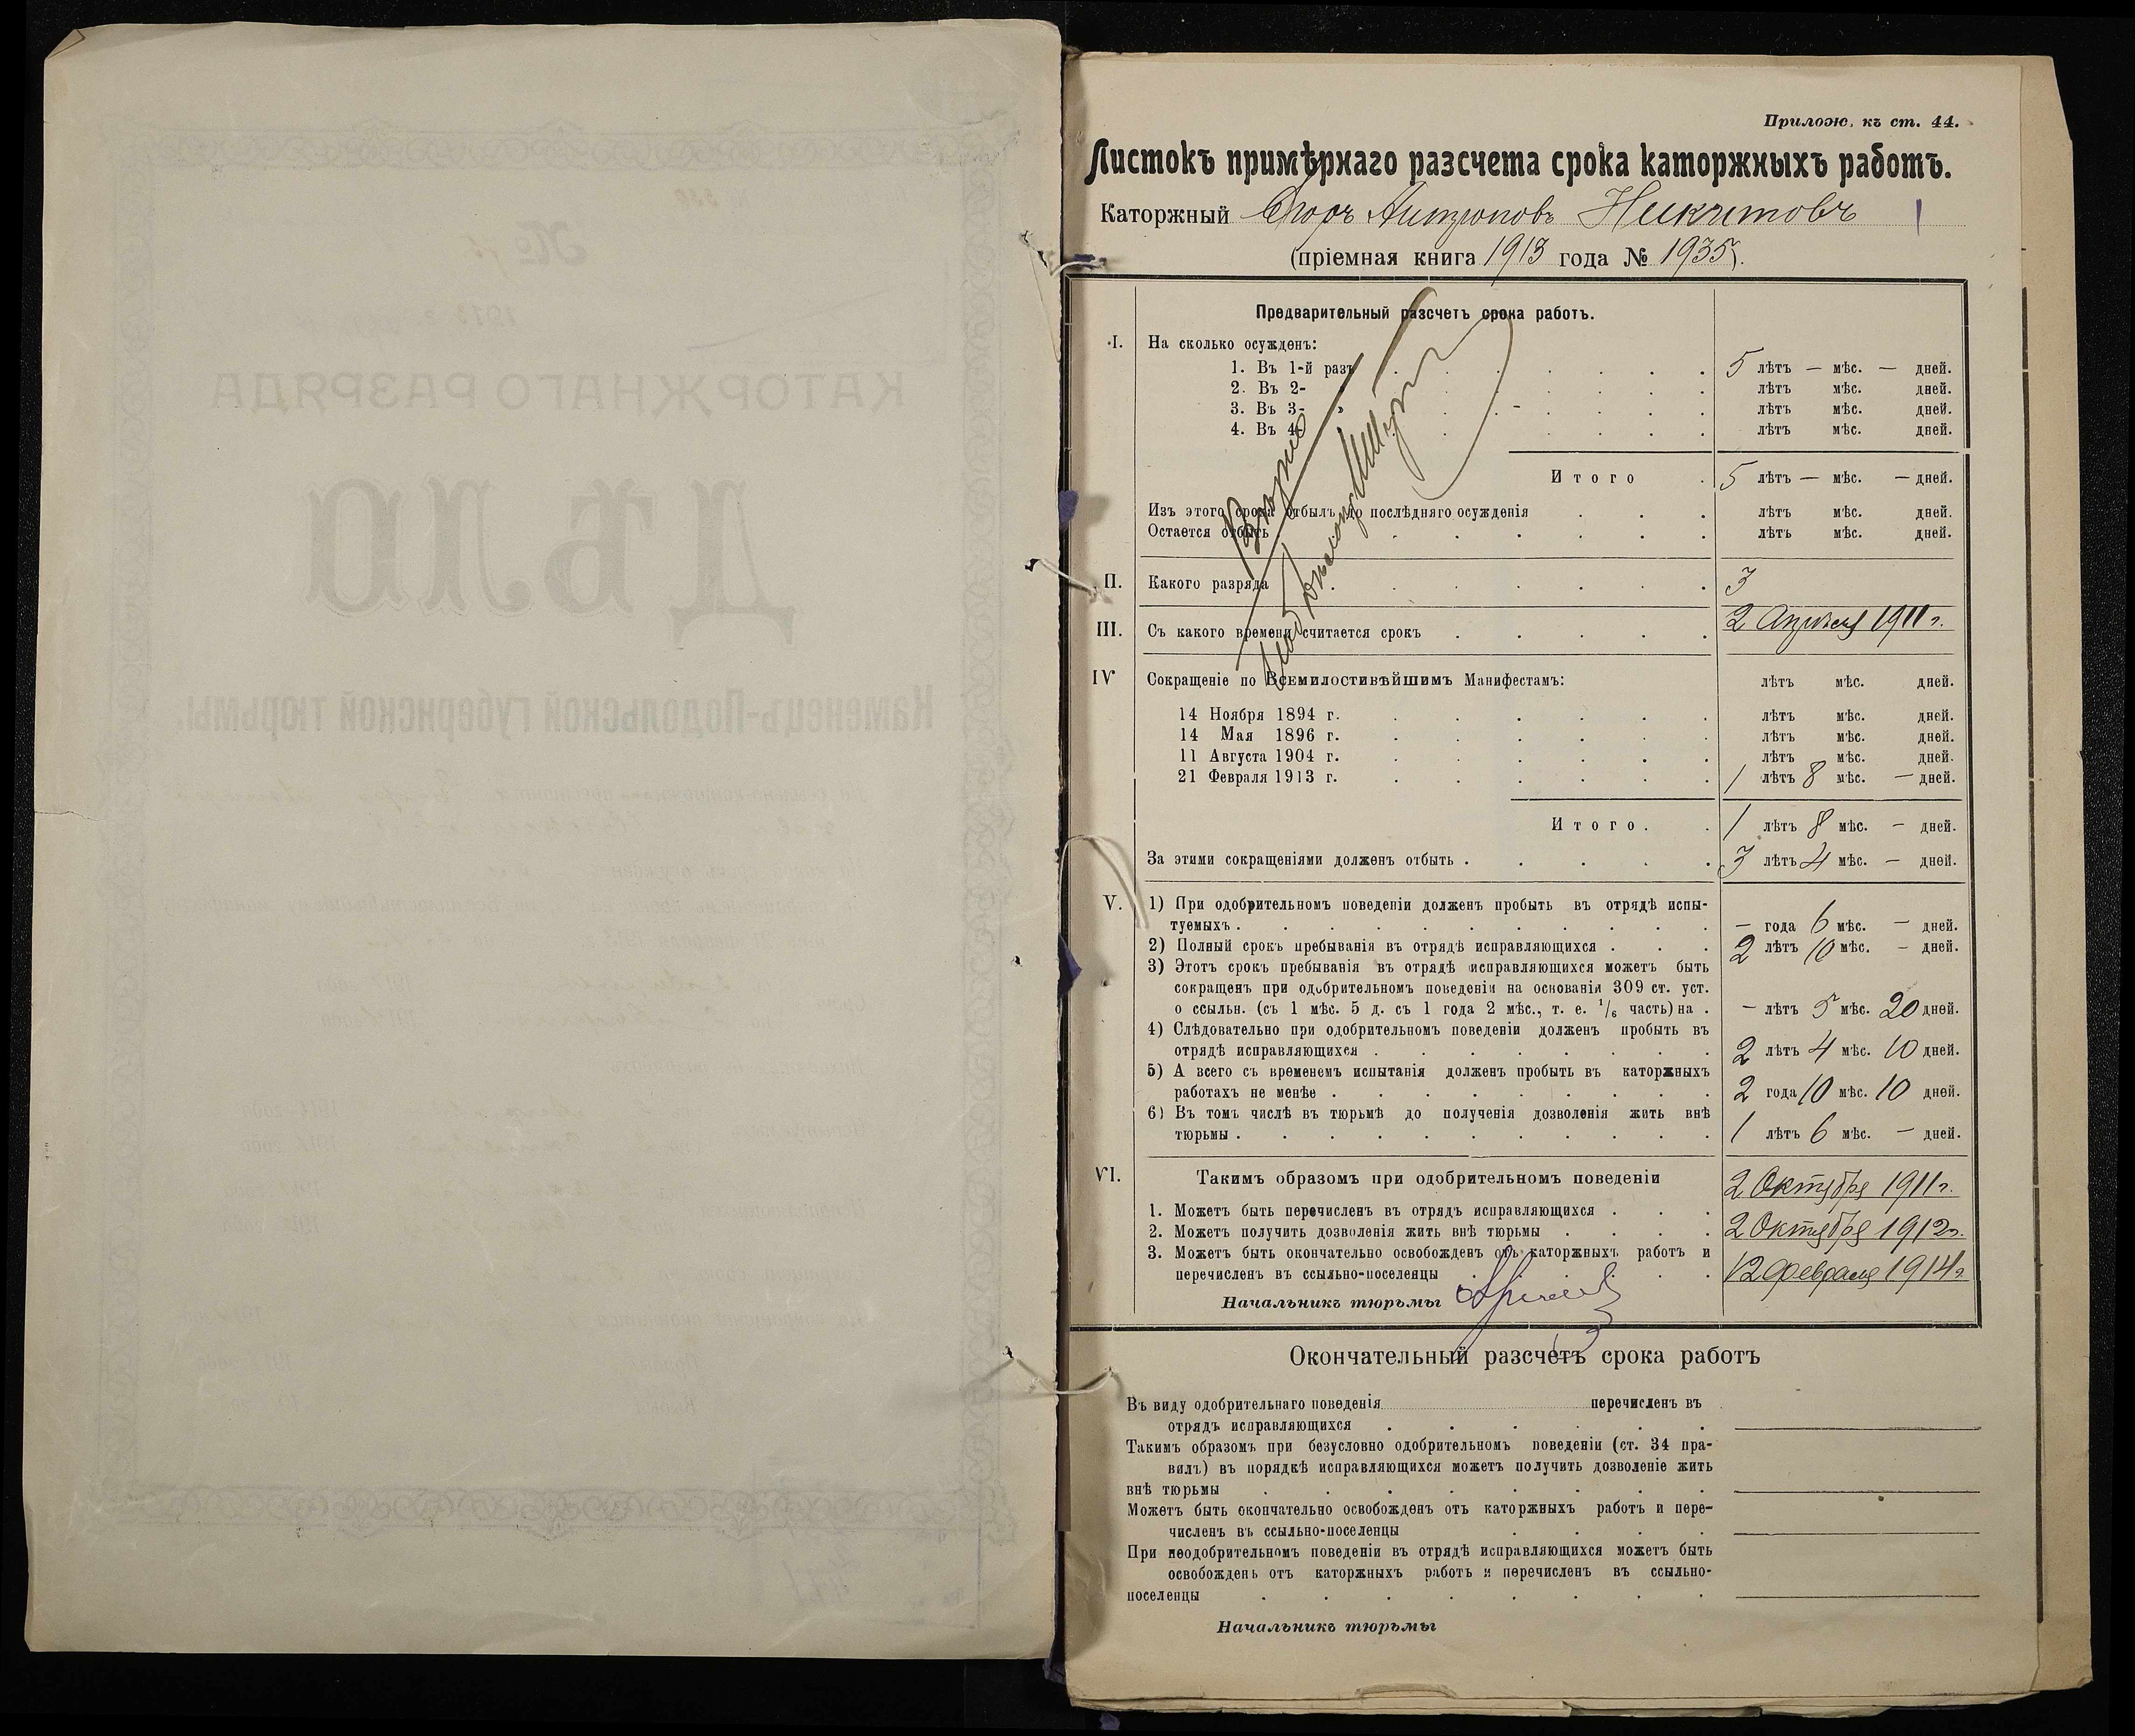 Прилож. къ ст. 44.
Листокъ примѣрнаго разсчета срока каторжныхъ работъ.
Каторжный Егоръ Антроповъ Никитовъ
(пріемная книга 1913 года № 1935).
Предварительный разсчетъ срока работъ.
I. На сколько осужденъ:
1. Въ 1-й разъ 5 лѣтъ — мѣс. — дней.
2. Въ 2- лѣтъ мѣс. дней.
3. Въ 3- » лѣтъ мѣс. дней.
4. Въ 4- лѣтъ мѣс. дней.
Итого 5 лѣтъ — мѣс. — дней.
Изъ этого срока отбылъ до послѣдняго осужденія лѣтъ мѣс. дней.
Остается отбыть лѣтъ мѣс. дней.
Вѣрно
II. Какого разряда 3
III. Съ какого времени считается срокъ 2 Апрѣля 1911 г.
IV Сокращеніе по Всемилостивѣйшимъ Манифестамъ: лѣтъ мѣс. дней.
14 Ноября 1894 г. лѣтъ мѣс. дней.
14 Мая 1896 г. лѣтъ мѣс. дней.
11 Августа 1904 г. лѣтъ мѣс. дней.
21 Февраля 1913 г. 1 лѣтъ 8 мѣс. — дней.
Итого. 1 лѣтъ 8 мѣс. — дней.
За этими сокращеніями долженъ отбыть 3 лѣтъ 4 мѣс. — дней.
V. 1) При одобрительномъ поведеніи долженъ пробыть въ отрядѣ испы-
туемыхъ — года 6 мѣс. — дней.
2) Полный срокъ пребыванія въ отрядѣ исправляющихся 2 лѣтъ 10 мѣс. — дней.
3) Этотъ срокъ пребыванія въ отрядѣ исправляющихся можетъ быть
сокращенъ при одобрительномъ поведеніи на основаніи 309 ст. уст.
о ссыльн. (съ 1 мѣс. 5 д. съ 1 года 2 мѣс., т. е. 1/6 часть) на — лѣтъ 5 мѣс. 20 дней.
4) Слѣдовательно при одобрительномъ поведеніи долженъ пробыть въ
отрядѣ исправляющихся 2 лѣтъ 4 мѣс. 10 дней.
5) А всего съ временемъ испытанія долженъ пробыть въ каторжныхъ
работахъ не менѣе 2 года 10 мѣс. 10 дней.
6) Въ томъ числѣ въ тюрьмѣ до полученія дозволенія жить внѣ
тюрьмы 1 лѣтъ 6 мѣс. — дней.
VI. Такимъ образомъ при одобрительномъ поведеніи
1. Можетъ быть перечисленъ въ отрядъ исправляющихся 2 Октября 1911 г.
2. Можетъ получить дозволенія жить внѣ тюрьмы 2 Октября 1912 г.
3. Можетъ быть окончательно освобожденъ отъ каторжныхъ работъ и
перечисленъ въ ссыльно-поселенцы 12 Февраля 1914 г
Начальникъ тюрьмы
Окончательный разсчетъ срока работъ
Въ виду одобрительнаго поведенія перечисленъ въ
отрядъ исправляющихся
Такимъ образомъ при безусловно одобрительномъ поведеніи (ст. 34 пра-
вилъ) въ порядкѣ исправляющихся можетъ получить дозволеніе жить
внѣ тюрьмы
Можетъ быть окончательно освобожденъ отъ каторжныхъ работъ и пере-
численъ въ ссыльно-поселенцы
При неодобрительномъ поведеніи въ отрядѣ исправляющихся можетъ быть
освобожденъ отъ каторжныхъ работъ и перечисленъ въ ссыльно-
поселенцы
Начальникъ тюрьмы